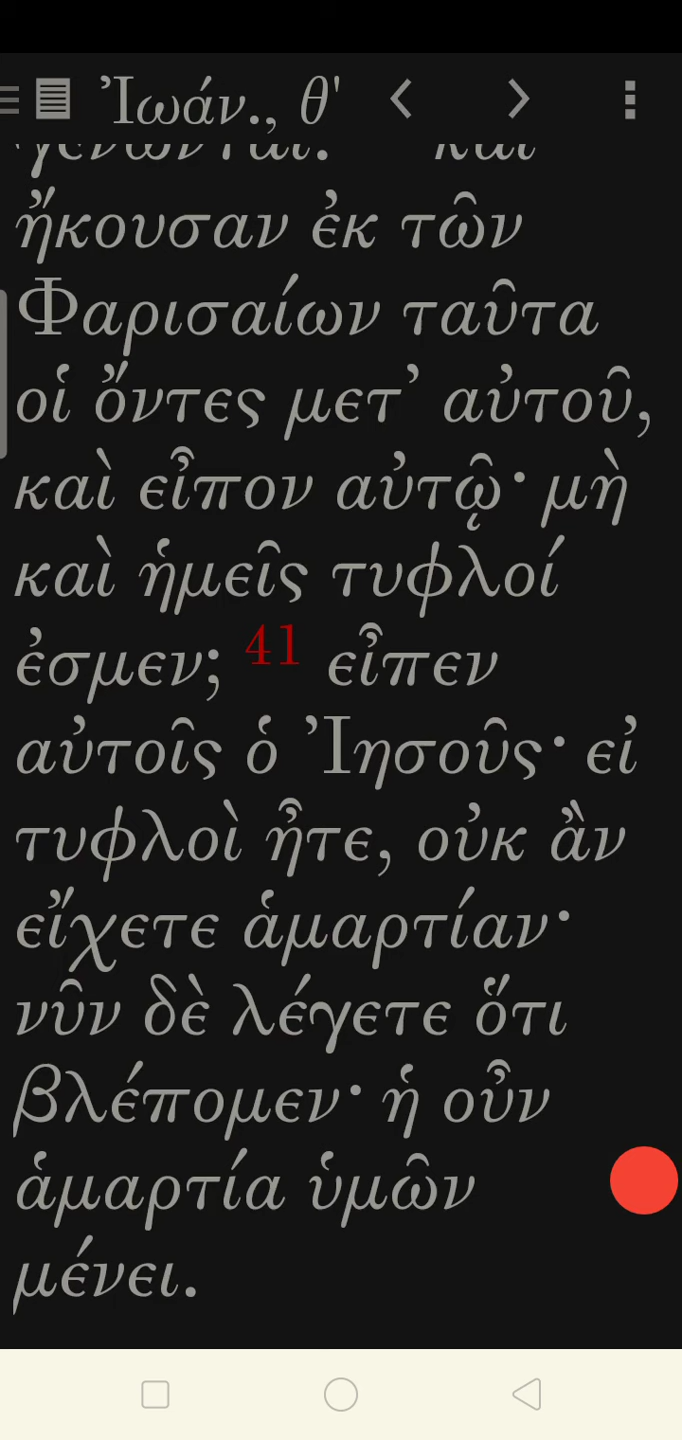 Ἰωάν., θ'
ἤκουσαν ἐκ τῶν
Φαρισαίων ταῦτα
οἱ ὄντες μετ’ αὐτοῦ,
καὶ εἶπον αὐτῷ· μὴ
καὶ ἡμεῖς τυφλοί
ἐσμεν; 41 εἶπεν
αὐτοῖς ὁ Ἰησοῦς· εἰ
τυφλοὶ ἦτε, οὐκ ἂν
εἴχετε ἁμαρτίαν·
νῦν δὲ λέγετε ὅτι
βλέπομεν· ἡ οὖν
ἁμαρτία ὑμῶν
μένει.